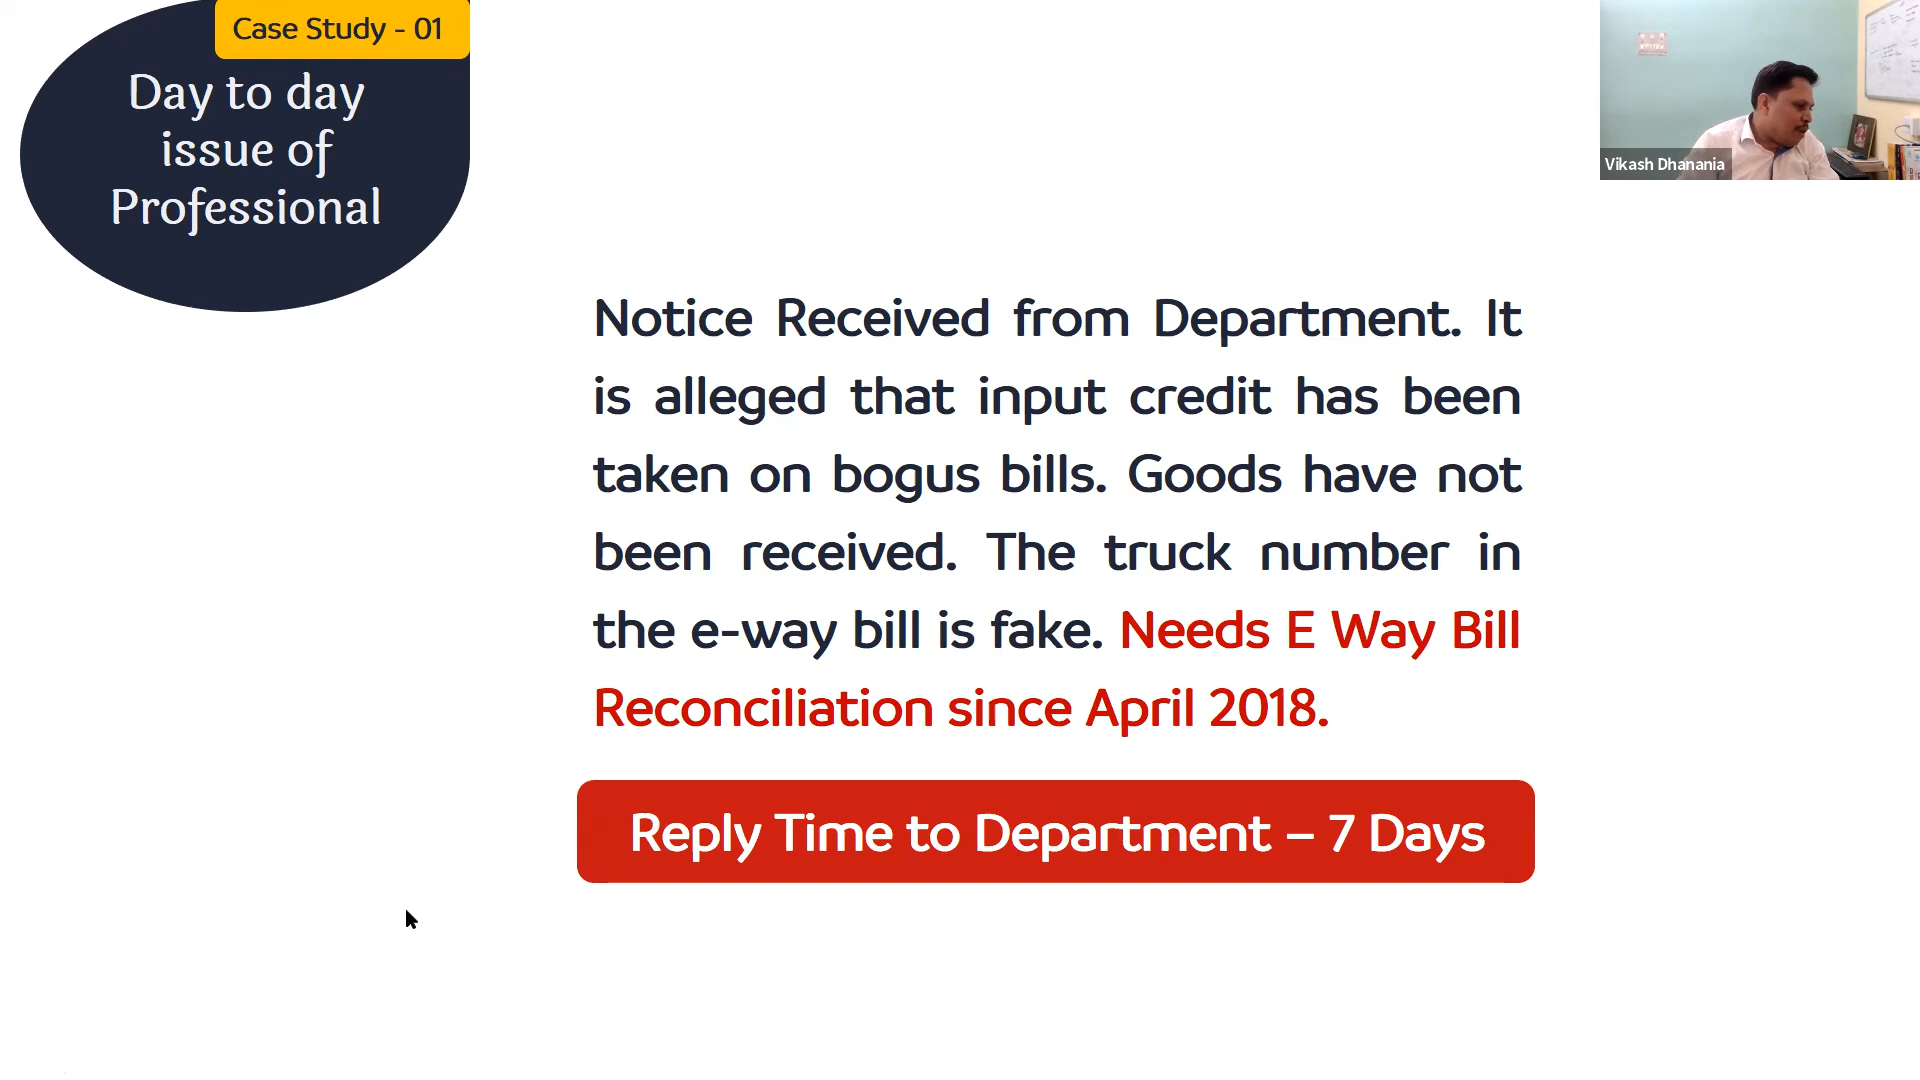 Case Study - 01
Day to day
issue of
Professional
Vikash Dhanania
Notice Received from Department. It
is alleged that input credit has been
taken on bogus bills. Goods have not
been received. The truck number in
the e-way bill is fake. Needs E Way Bill
Reconciliation since April 2018.
Reply Time to Department – 7 Days